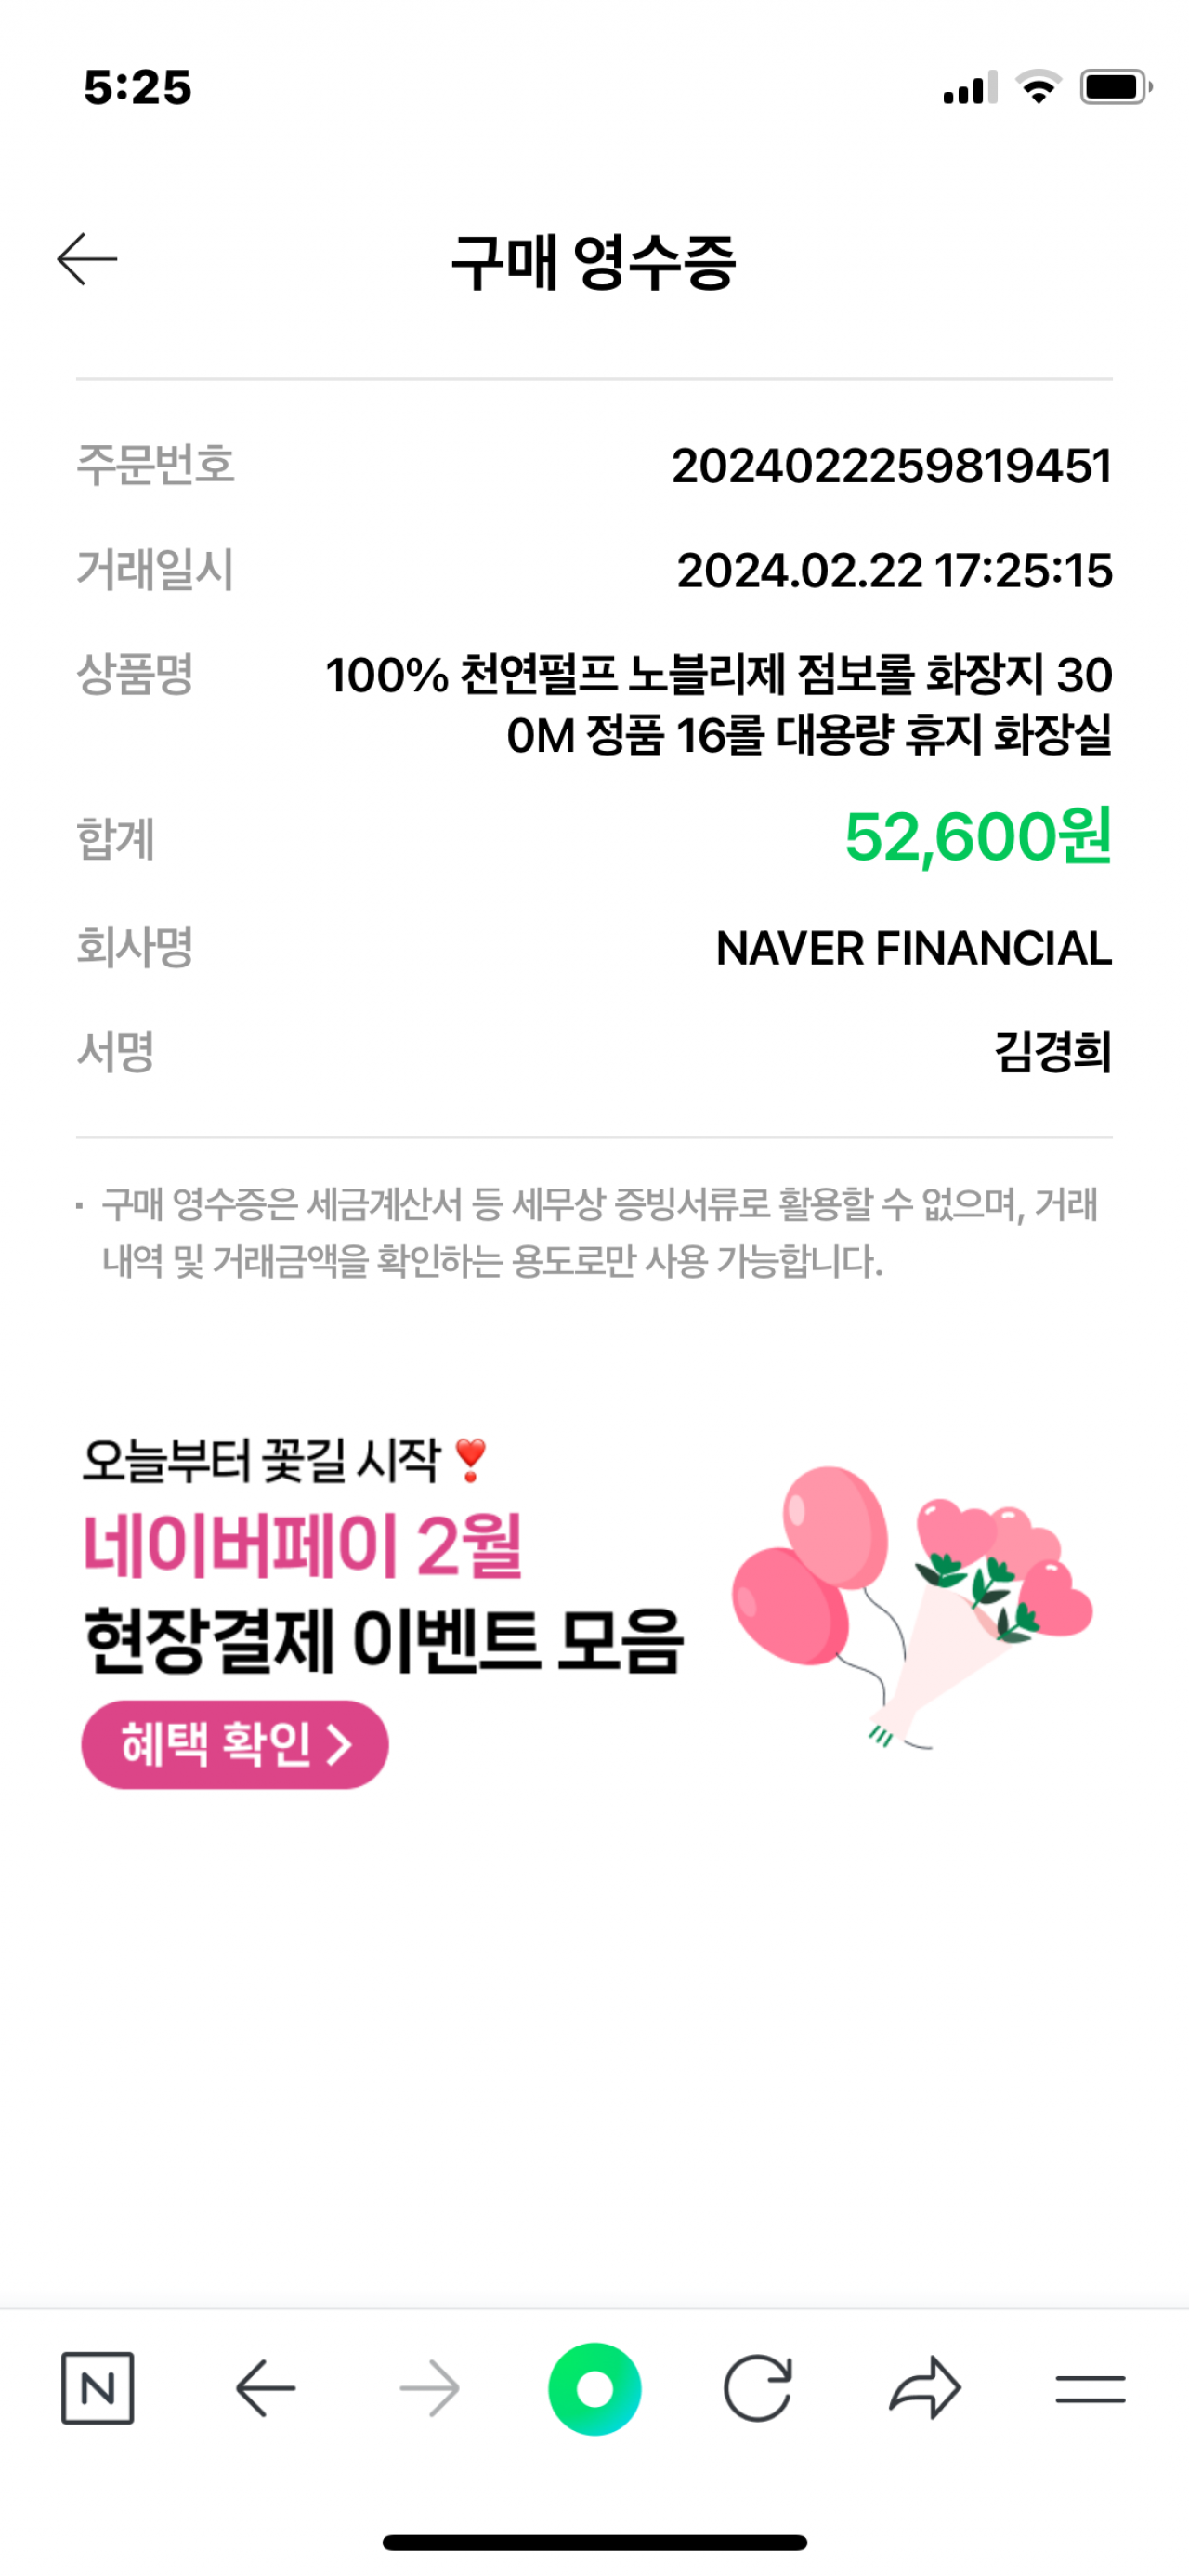 5:25
구매 영수증
주문번호 2024022259819451
거래일시 2024.02.22 17:25:15
상품명 100% 천연펄프 노블리제 점보롤 화장지 30
0M 정품 16롤 대용량 휴지 화장실
합계 52,600원
회사명 NAVER FINANCIAL
서명 김경희
· 구매 영수증은 세금계산서 등 세무상 증빙서류로 활용할 수 없으며, 거래
내역 및 거래금액을 확인하는 용도로만 사용 가능합니다.
오늘부터 꽃길 시작❣️
네이버페이 2월
현장결제 이벤트 모음
혜택 확인 >
N